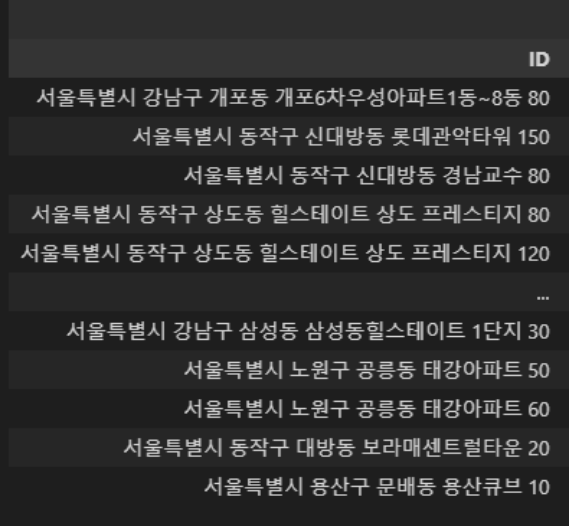 ID
서울특별시 강남구 개포동 개포6차우성아파트1동~8동 80
서울특별시 동작구 신대방동 롯데관악타워 150
서울특별시 동작구 신대방동 경남교수 80
서울특별시 동작구 상도동 힐스테이트 상도 프레스티지 80
서울특별시 동작구 상도동 힐스테이트 상도 프레스티지 120
...
서울특별시 강남구 삼성동 삼성동힐스테이트 1단지 30
서울특별시 노원구 공릉동 태강아파트 50
서울특별시 노원구 공릉동 태강아파트 60
서울특별시 동작구 대방동 보라매센트럴타운 20
서울특별시 용산구 문배동 용산큐브 10